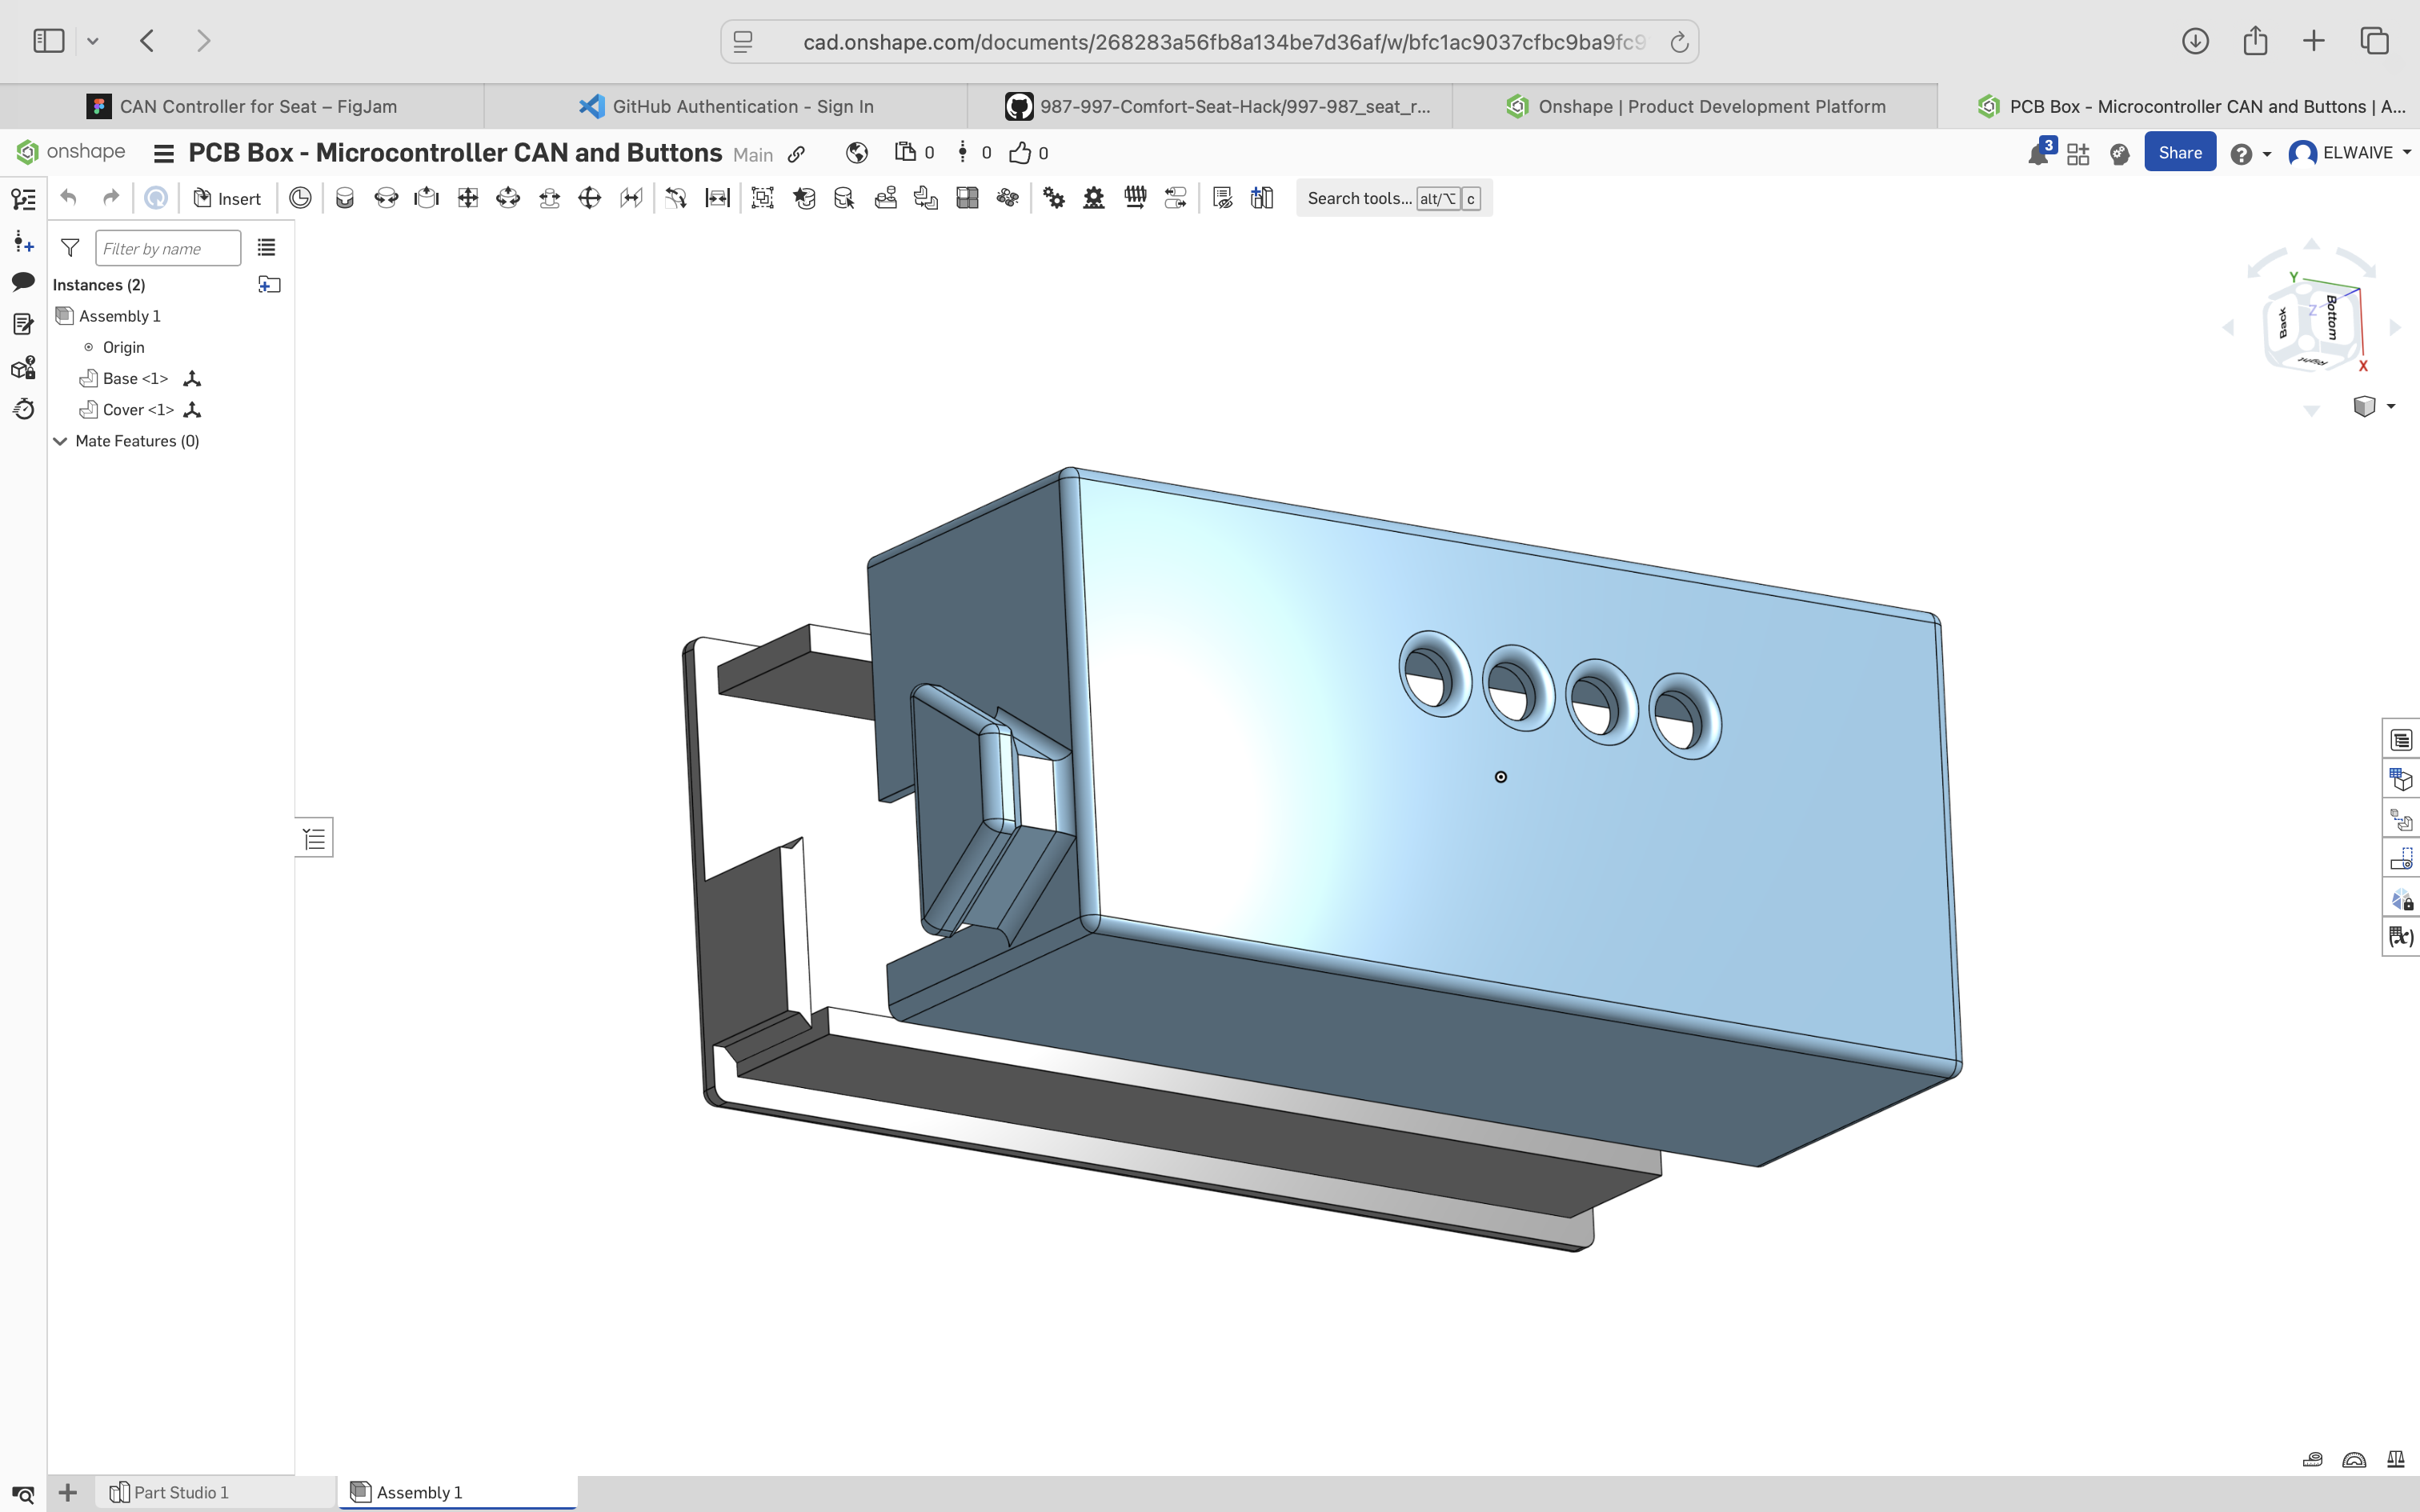 cad.onshape.com/documents/268283a56fb8a134be7d36af/w/bfc1ac9037cfbc9ba9fc9
CAN Controller for Seat – FigJam
GitHub Authentication - Sign In
987-997-Comfort-Seat-Hack/997-987_seat_r...
Onshape | Product Development Platform
PCB Box - Microcontroller CAN and Buttons | A...
onshape
PCB Box - Microcontroller CAN and Buttons Main
0
0
0
3
Share
ELWAIVE
Insert
Search tools... alt/⌥ c
Filter by name
Instances (2)
Assembly 1
Origin
Base <1>
Cover <1>
Mate Features (0)
Y
Z
X
Back
Bottom
Right
(x)
Part Studio 1
Assembly 1